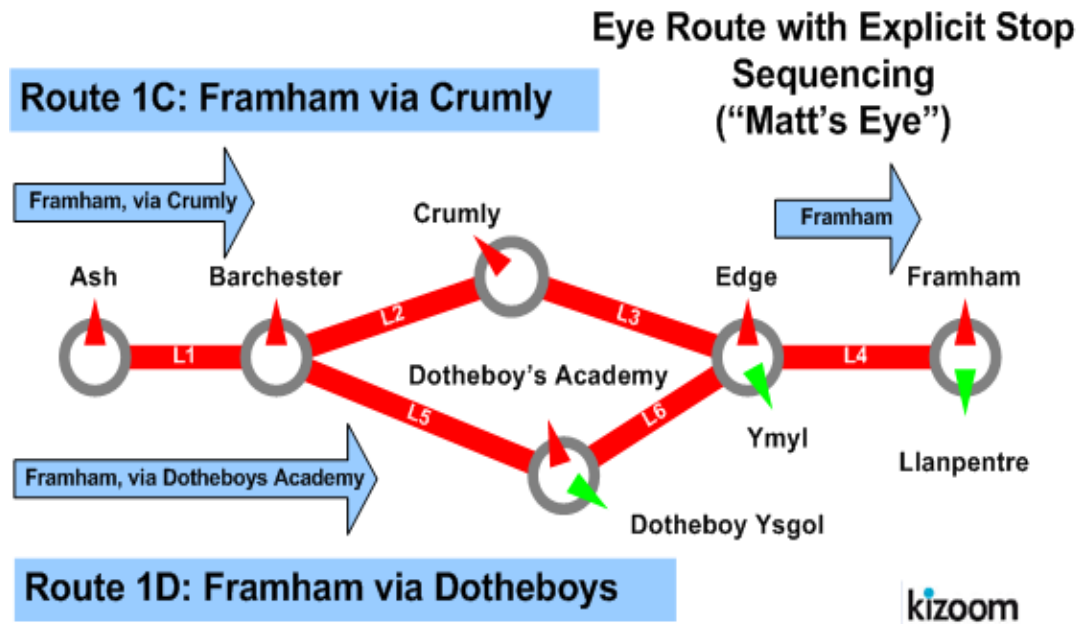 Eye Route with Explicit Stop
Sequencing
(“Matt’s Eye”)
Route 1C: Framham via Crumly
Framham, via Crumly
Framham
Crumly
Ash
Barchester
Edge
Framham
L1
L2
L3
L4
Dotheboy’s Academy
L5
L6
Ymyl
Llanpentre
Framham, via Dotheboys Academy
Dotheboy Ysgol
Route 1D: Framham via Dotheboys
kizoom